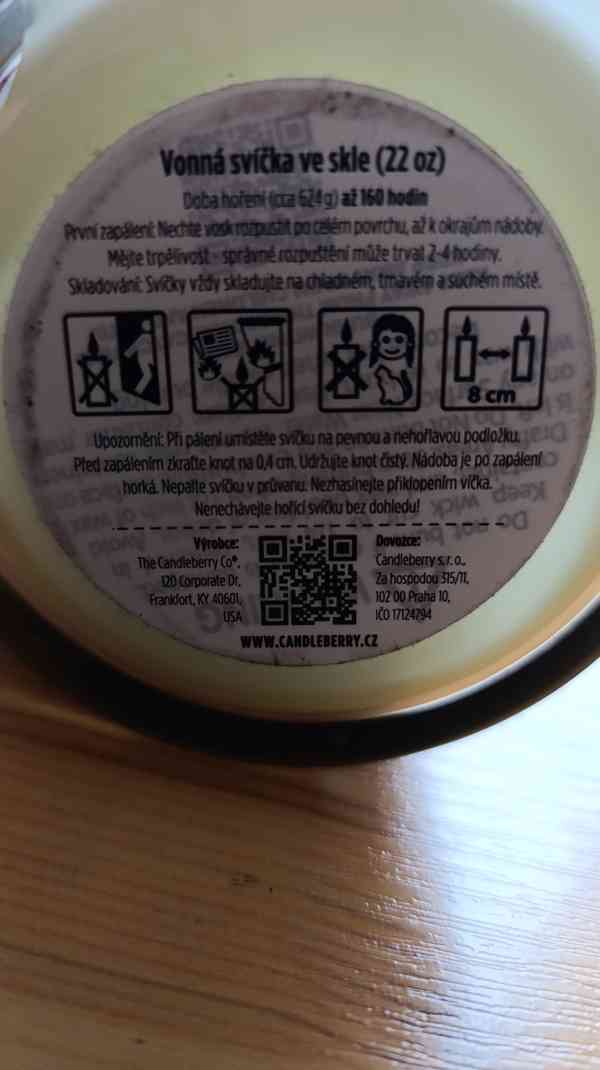 Vonná svíčka ve skle (22 oz)
Doba hoření (cca 624g) až 160 hodin
První zapálení: Nechte vosk rozpustit po celém povrchu, až k okrajům nádoby.
Mějte trpělivost - správné rozpuštění může trvat 2-4 hodiny.
Skladování: Svíčky vždy skladujte na chladném, tmavém a suchém místě.
8 cm
Upozornění: Při pálení umístěte svíčku na pevnou a nehořlavou podložku.
Před zapálením zkraťte knot na 0,4 cm. Udržujte knot čistý. Nádoba je po zapálení
horká. Nepalte svíčku v průvanu. Nezhasínejte přiklopením víčka.
Nenechávejte hořící svíčku bez dohledu!
Výrobce:
The Candleberry Co®.
120 Corporate Dr,
Frankfort, KY 40601,
USA
Dovozce:
Candleberry s. r. o.,
Za hospodou 315/11,
102 00 Praha 10,
IČO 17124794
WWW.CANDLEBERRY.CZ